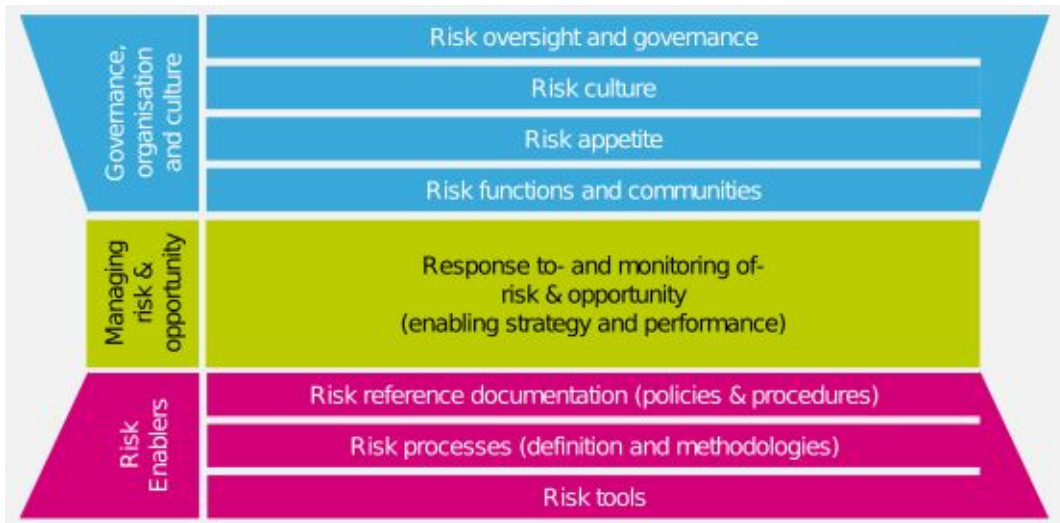 Governance,
organisation
and culture
Risk oversight and governance
Risk culture
Risk appetite
Risk functions and communities
Managing
risk &
opportunity
Response to- and monitoring of-
risk & opportunity
(enabling strategy and performance)
Risk
Enablers
Risk reference documentation (policies & procedures)
Risk processes (definition and methodologies)
Risk tools